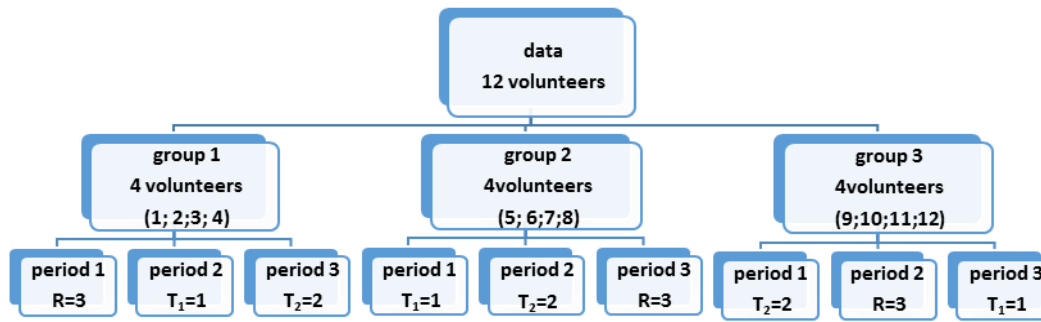 data
12 volunteers
group 1
4 volunteers
(1; 2;3; 4)
group 2
4volunteers
(5; 6;7;8)
group 3
4volunteers
(9;10;11;12)
period 1
R=3
period 2
T₁=1
period 3
T₂=2
period 1
T₁=1
period 2
T₂=2
period 3
R=3
period 1
T₂=2
period 2
R=3
period 3
T₁=1